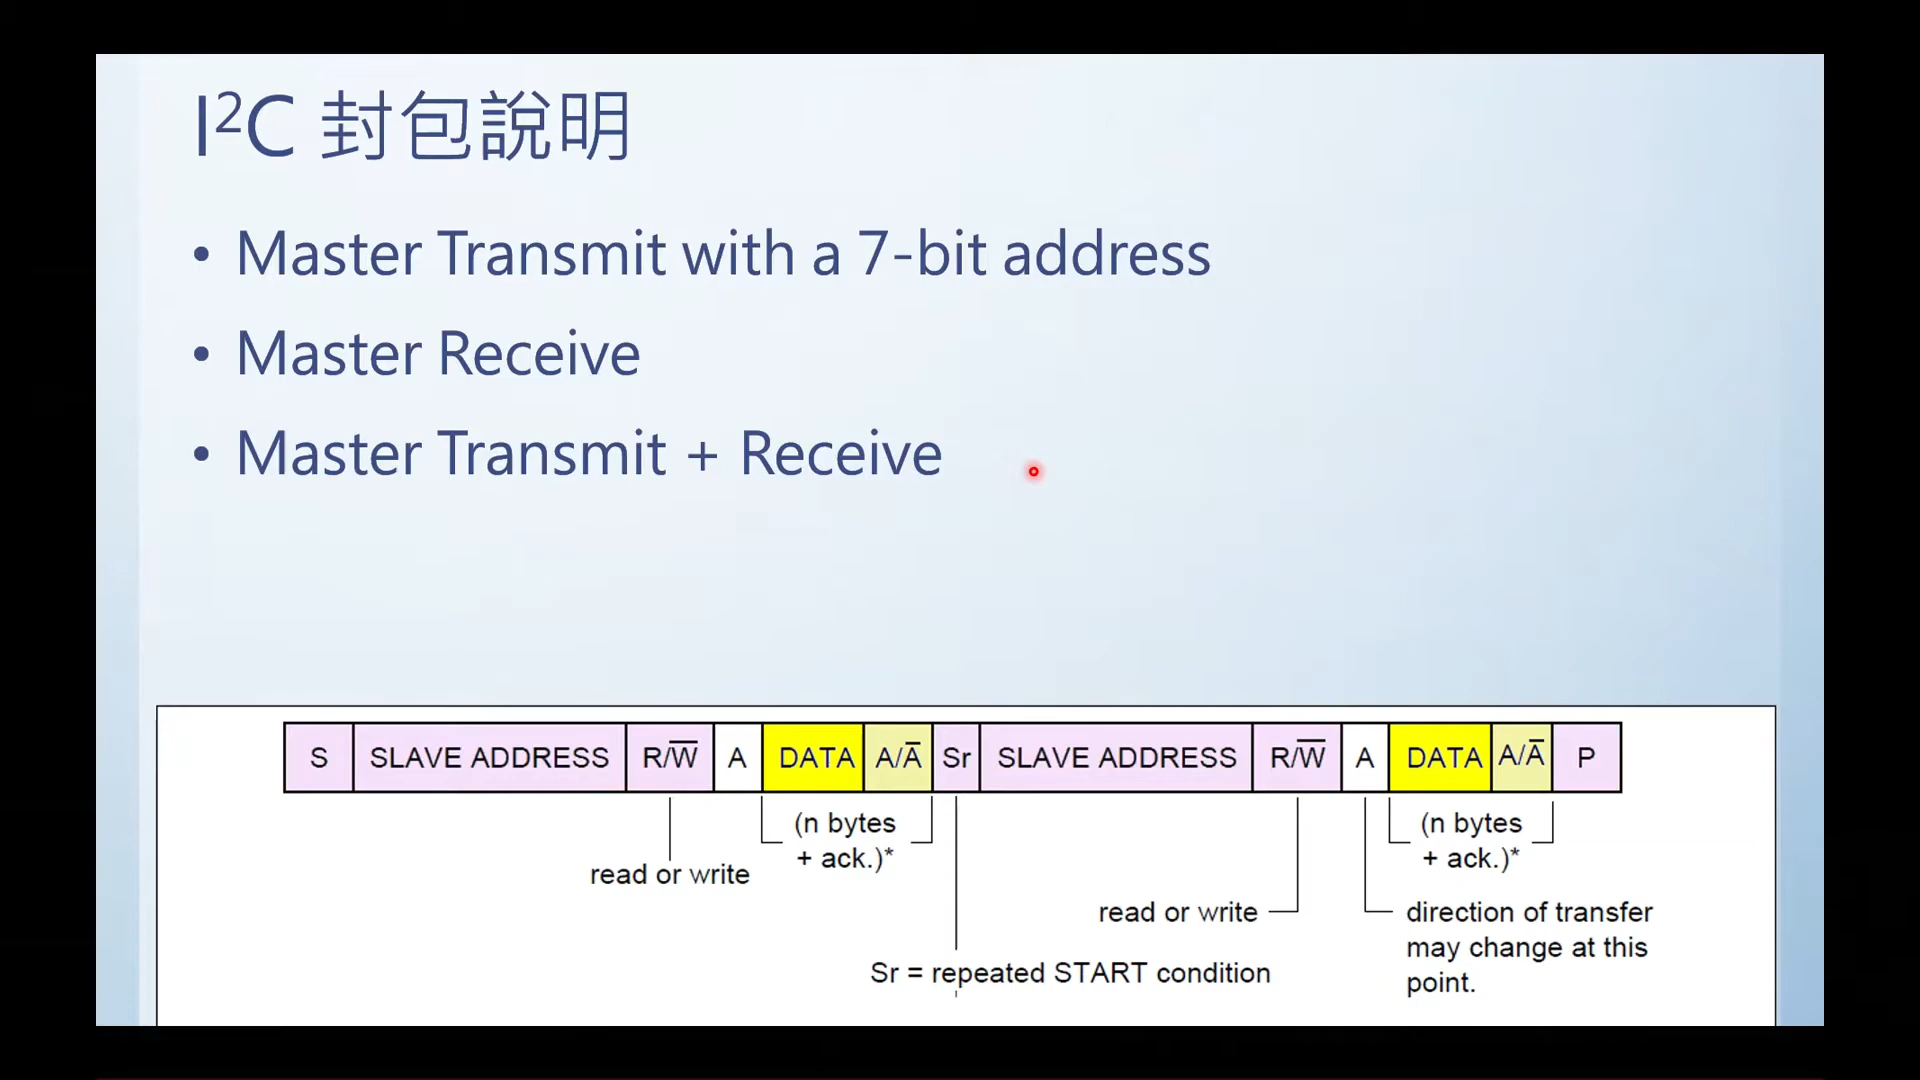 I²C 封包說明
• Master Transmit with a 7-bit address
• Master Receive
• Master Transmit + Receive
S SLAVE ADDRESS R/W̅ A DATA A/A̅ Sr SLAVE ADDRESS R/W̅ A DATA A/A̅ P
(n bytes
+ ack.)*
(n bytes
+ ack.)*
read or write
read or write
direction of transfer
may change at this
point.
Sr = repeated START condition